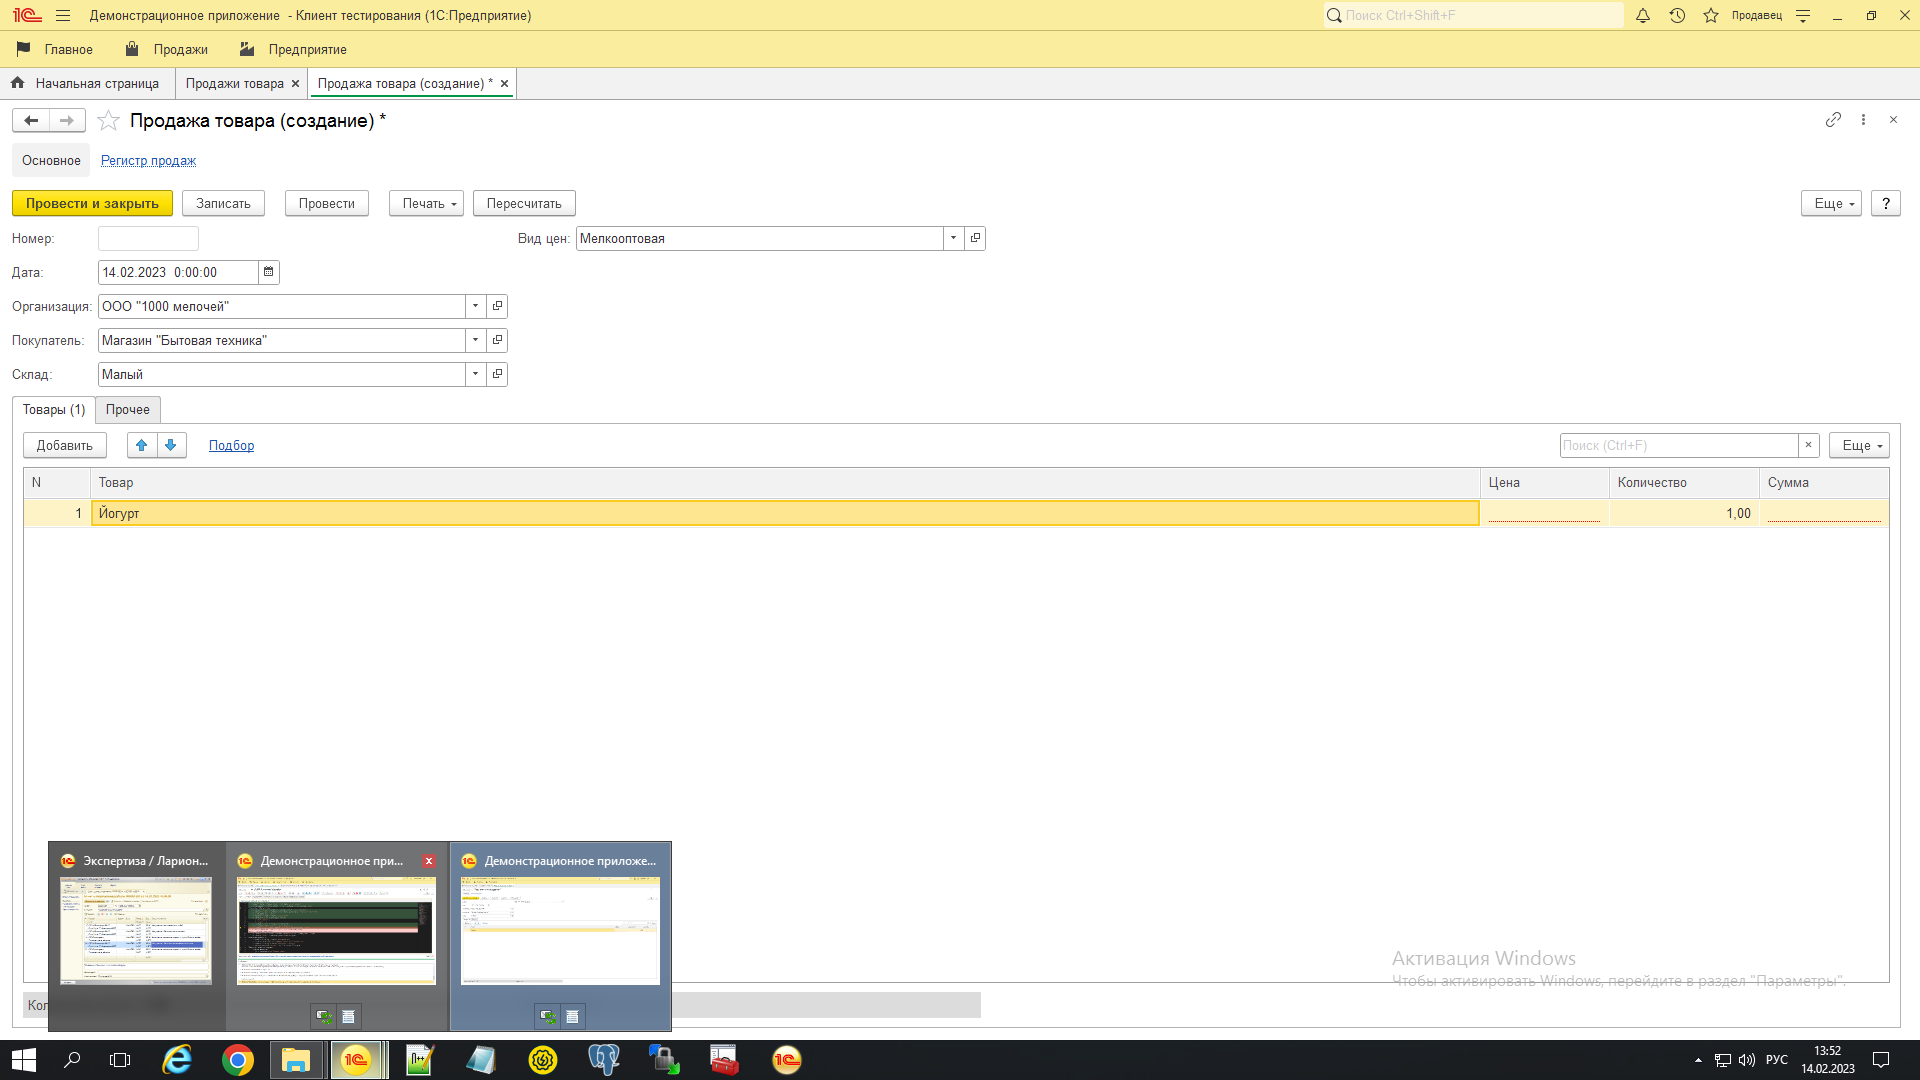 Демонстрационное приложение - Клиент тестирования (1С:Предприятие)
Поиск Ctrl+Shift+F
Продавец
Главное
Продажи
Предприятие
Начальная страница
Продажи товара
Продажа товара (создание) *
Продажа товара (создание) *
Основное
Регистр продаж
Провести и закрыть
Записать
Провести
Печать
Пересчитать
Еще
?
Номер:
Вид цен:
Мелкооптовая
Дата:
14.02.2023 0:00:00
Организация:
ООО "1000 мелочей"
Покупатель:
Магазин "Бытовая техника"
Склад:
Малый
Товары (1)
Прочее
Добавить
Подбор
Поиск (Ctrl+F)
Еще
N
Товар
Цена
Количество
Сумма
1
Йогурт
1,00
Экспертиза / Ларион...
Демонстрационное при...
Демонстрационное приложе...
Активация Windows
Чтобы активировать Windows, перейдите в раздел "Параметры".
Кол
РУС
13:52
14.02.2023